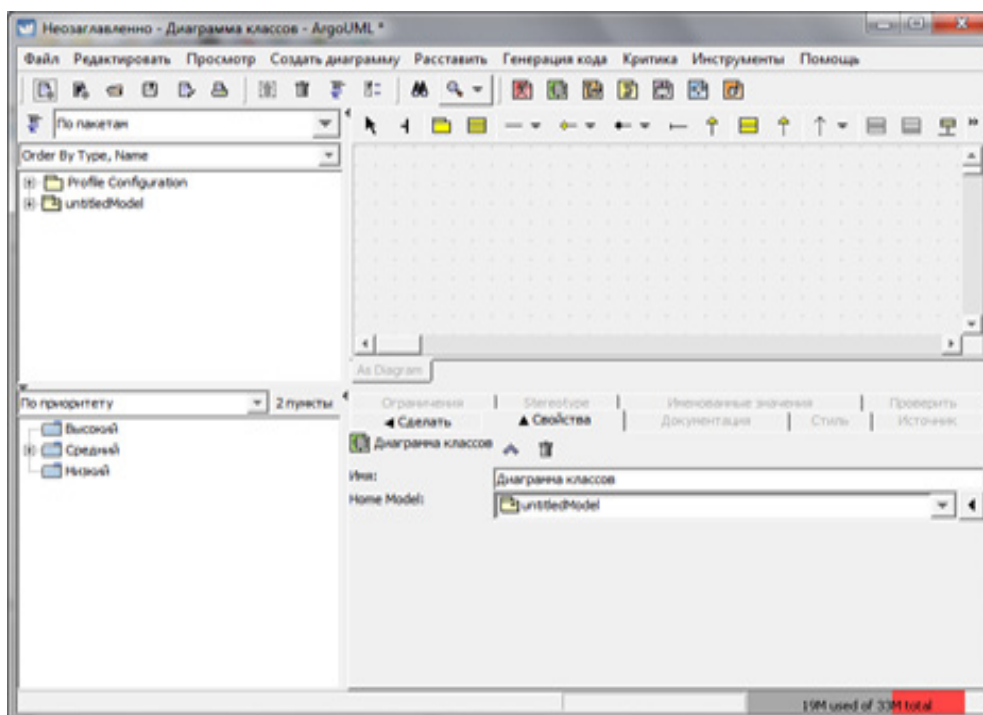 Неозаглавленно - Диаграмма классов - ArgoUML *
Файл Редактировать Просмотр Создать диаграмму Расставить Генерация кода Критика Инструменты Помощь
По пакетам
Order By Type, Name
Profile Configuration
untitledModel
As Diagram
По приоритету 2 пункты
Высокий
Средний
Низкий
Ограничения Stereotype Именованные значения Проверить
Сделать Свойства Документация Стиль Источник
Диаграмма классов
Имя: Диаграмма классов
Home Model: untitledModel
19M used of 33M total